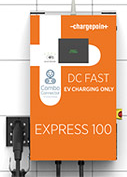 -chargepoin+
Combo
Connector
DC FAST
EV CHARGING ONLY
EXPRESS 100